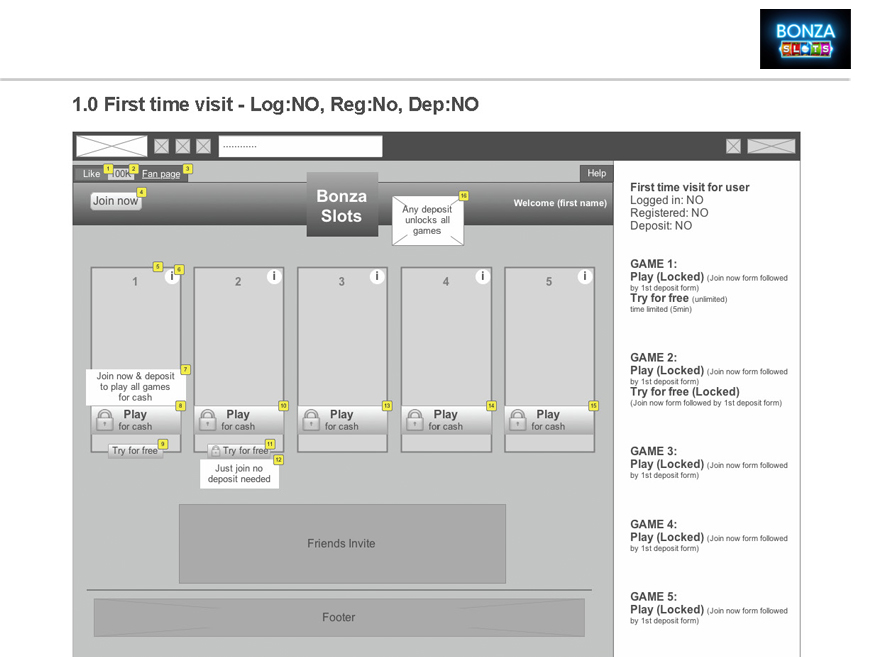 BONZA
SLOTS
1.0 First time visit - Log:NO, Reg:No, Dep:NO
............
Like 1 100K 2 Fan page 3
Help
Join now 4
Bonza
Slots
Any deposit 16
unlocks all
games
Welcome (first name)
1 5 i 6
2 i
3 i
4 i
5 i
Join now & deposit 7
to play all games
for cash
Play 8
for cash
Play 10
for cash
Play 13
for cash
Play 14
for cash
Play 15
for cash
Try for free 9
Try for free 11
Just join no 12
deposit needed
Friends Invite
Footer
First time visit for user
Logged in: NO
Registered: NO
Deposit: NO
GAME 1:
Play (Locked) (Join now form followed
by 1st deposit form)
Try for free (unlimited)
time limited (5min)
GAME 2:
Play (Locked) (Join now form followed
by 1st deposit form)
Try for free (Locked)
(Join now form followed by 1st deposit form)
GAME 3:
Play (Locked) (Join now form followed
by 1st deposit form)
GAME 4:
Play (Locked) (Join now form followed
by 1st deposit form)
GAME 5:
Play (Locked) (Join now form followed
by 1st deposit form)